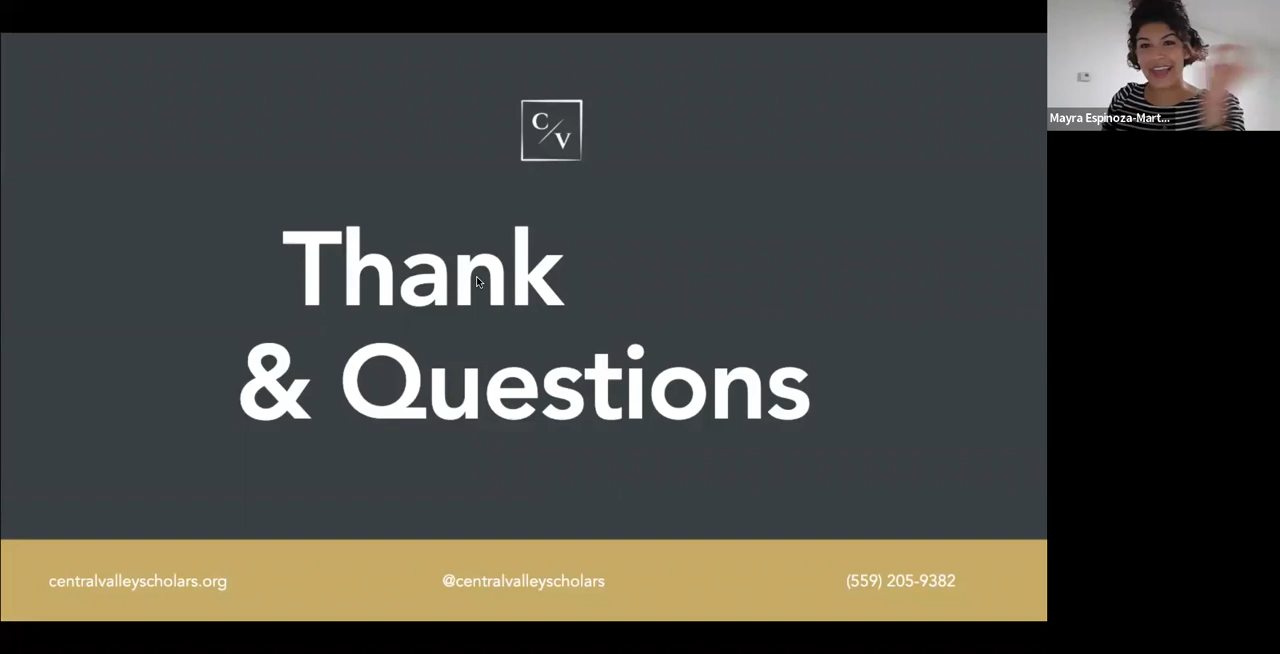 C/V
Thank
& Questions
centralvalleyscholars.org
@centralvalleyscholars
(559) 205-9382
Mayra Espinoza-Mart...